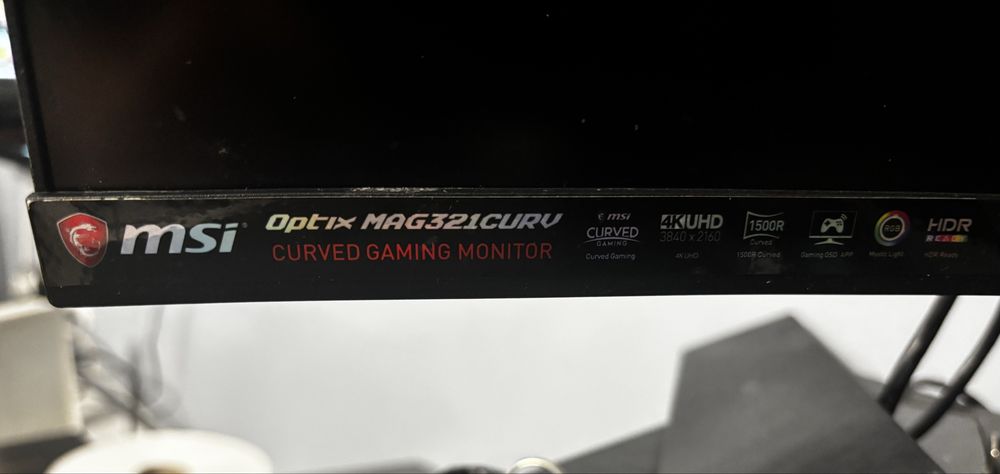 msi
Optix MAG321CURV
CURVED GAMING MONITOR
msi
CURVED
GAMING
Curved Gaming
4K UHD
3840 x 2160
4K UHD
1500R
Curved
1500R Curved
Gaming OSD APP
RGB
Mystic Light
HDR
READY
HDR Ready